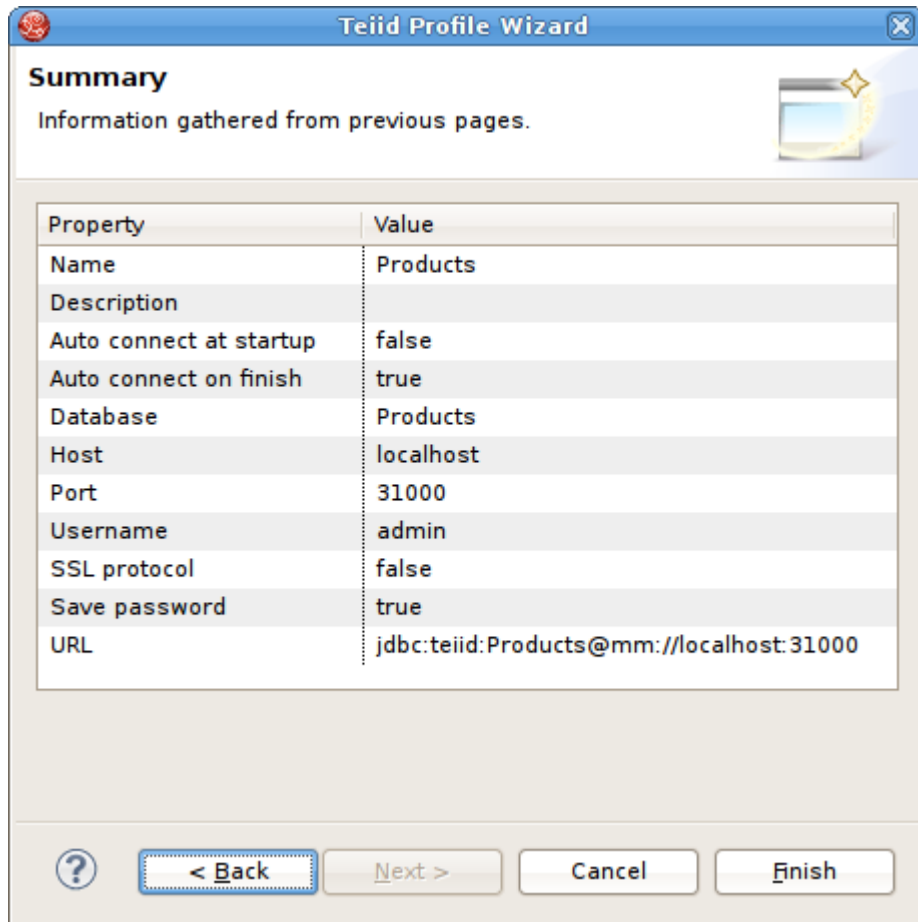 Teiid Profile Wizard
Summary
Information gathered from previous pages.
Property Value
Name Products
Description
Auto connect at startup false
Auto connect on finish true
Database Products
Host localhost
Port 31000
Username admin
SSL protocol false
Save password true
URL jdbc:teiid:Products@mm://localhost:31000
? < Back Next > Cancel Finish